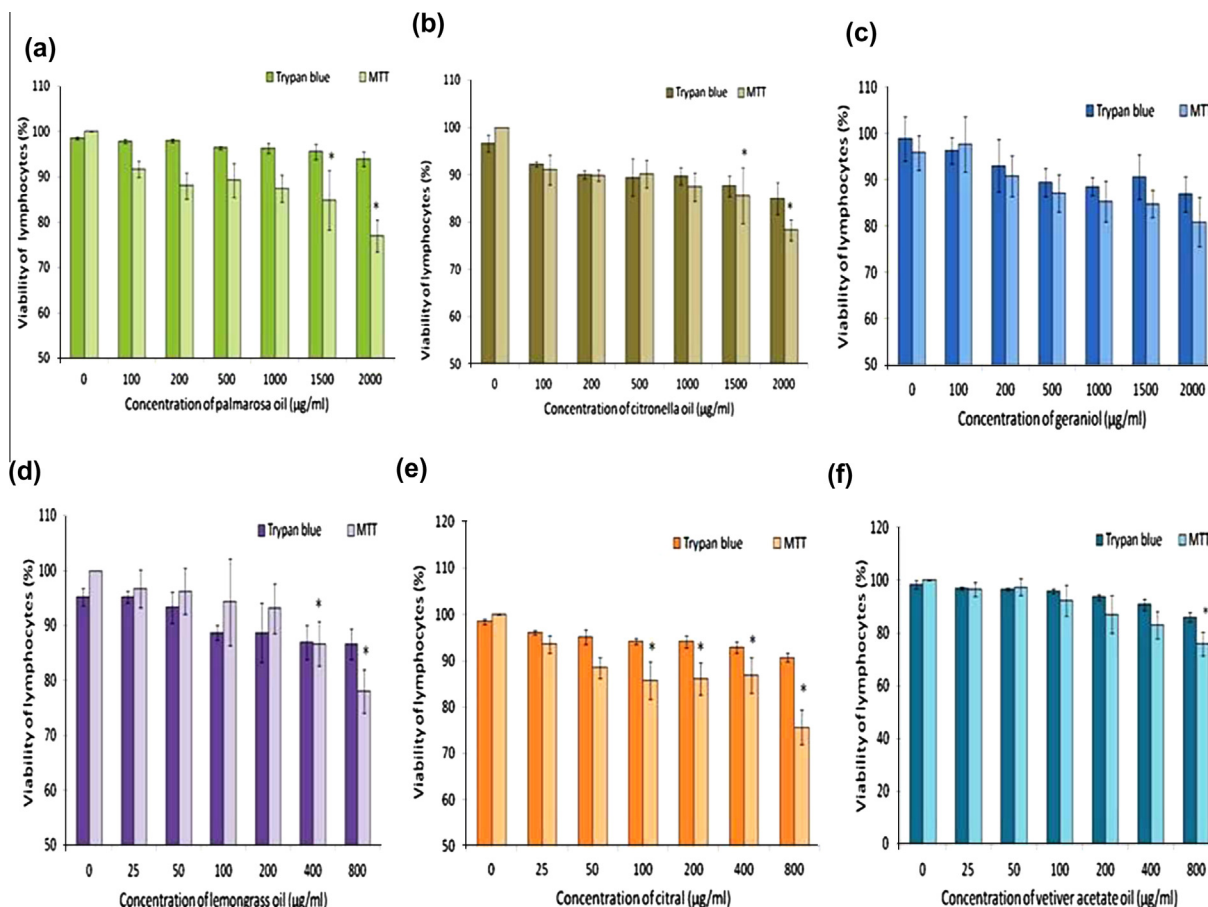 (a)
Trypan blue MTT
Viability of lymphocytes (%)
110
100
90
80
70
60
50
* *
0 100 200 500 1000 1500 2000
Concentration of palmarosa oil (µg/ml)
(b)
Trypan blue MTT
Viability of lymphocytes (%)
110
100
90
80
70
60
50
* *
0 100 200 500 1000 1500 2000
Concentration of citronella oil (µg/ml)
(c)
Trypan blue MTT
Viability of lymphocytes (%)
110
100
90
80
70
60
50
0 100 200 500 1000 1500 2000
Concentration of geraniol (µg/ml)
(d)
Trypan blue MTT
Viability of lymphocytes (%)
110
100
90
80
70
60
50
* *
0 25 50 100 200 400 800
Concentration of lemongrass oil (µg/ml)
(e)
Trypan blue MTT
Viability of lymphocytes (%)
120
110
100
90
80
70
60
50
* * * *
0 25 50 100 200 400 800
Concentration of citral (µg/ml)
(f)
Trypan blue MTT
Viability of lymphocytes (%)
120
100
80
60
40
20
0
*
0 25 50 100 200 400 800
Concentration of vetiver acetate oil (µg/ml)